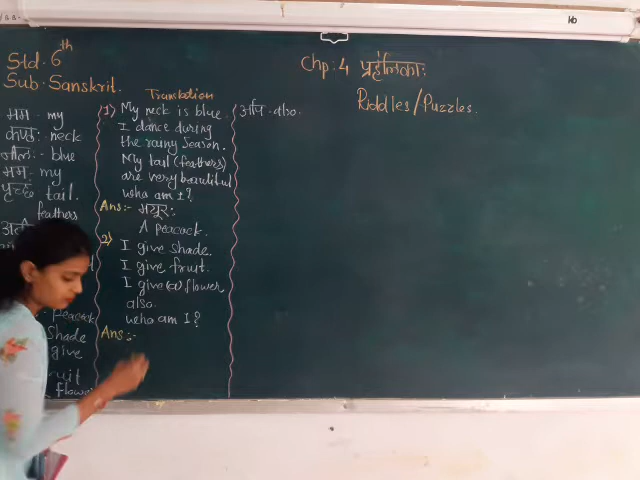 Std. 6th
Sub. Sanskrit.
Chp: 4 प्रहेलिका:
Riddles/Puzzles.
मम - my
कण्ठ: - neck
नील: - blue
मम - my
tail.
feathers
peacock
Shade
give
flower
Translation
1) My neck is blue.
I dance during
the rainy season.
My tail (feathers)
are very beautiful
who am I?
Ans:- मयूर:
A peacock.
2) I give shade.
I give fruit.
I give (a) flower
also.
who am I?
Ans:-
अपि - also.